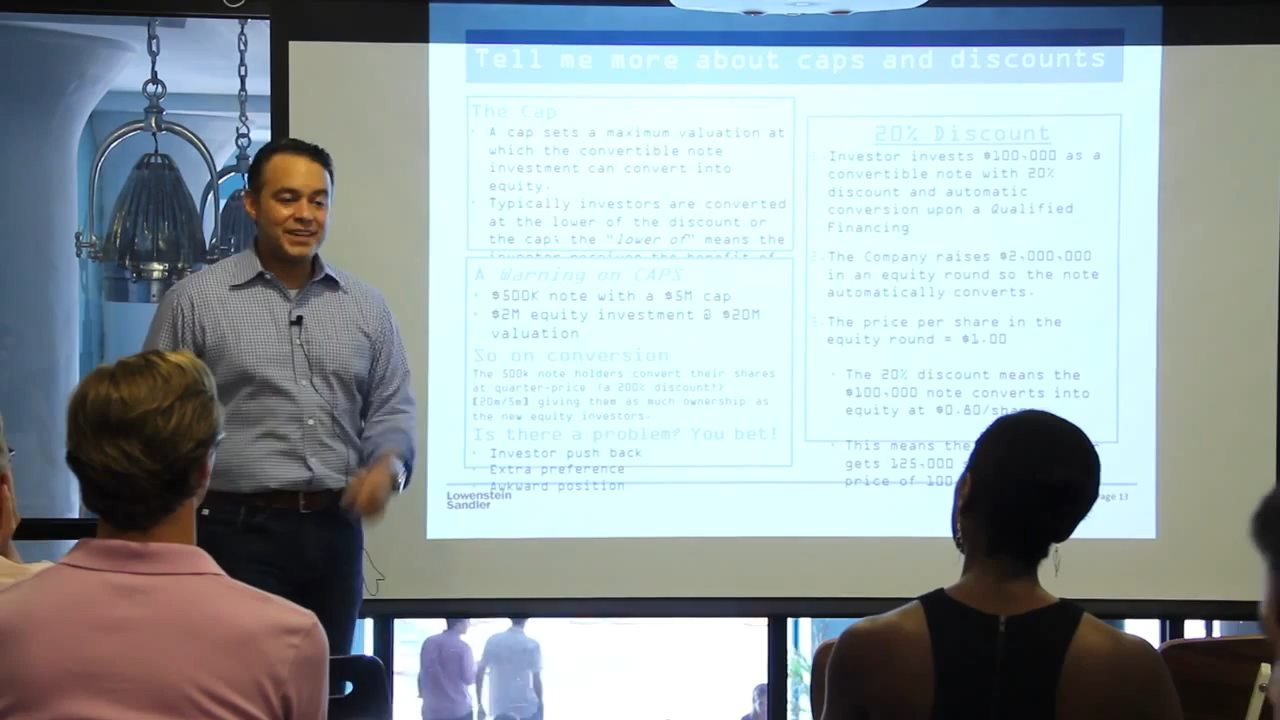 Tell me more about caps and discounts
The Cap
· A cap sets a maximum valuation at
which the convertible note
investment can convert into
equity.
· Typically investors are converted
at the lower of the discount or
the cap; the "lower of" means the
investor receives the benefit of
A Warning on CAPS
· $500K note with a $5M cap
· $2M equity investment @ $20M
valuation
So on conversion
The 500k note holders convert their shares
at quarter-price (a 200% discount!)
[20m/5m] giving them as much ownership as
the new equity investors.
Is there a problem? You bet!
· Investor push back
· Extra preference
· Awkward position
20% Discount
Investor invests $100,000 as a
convertible note with 20%
discount and automatic
conversion upon a Qualified
Financing
The Company raises $2,000,000
in an equity round so the note
automatically converts.
The price per share in the
equity round = $1.00
· The 20% discount means the
$100,000 note converts into
equity at $0.80/share
· This means the
gets 125,000
price of 100
Lowenstein
Sandler
Page 13